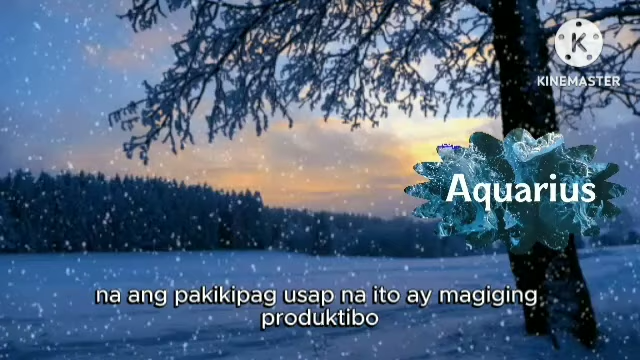 KINEMASTER
Aquarius
na ang pakikipag usap na ito ay magiging
produktibo